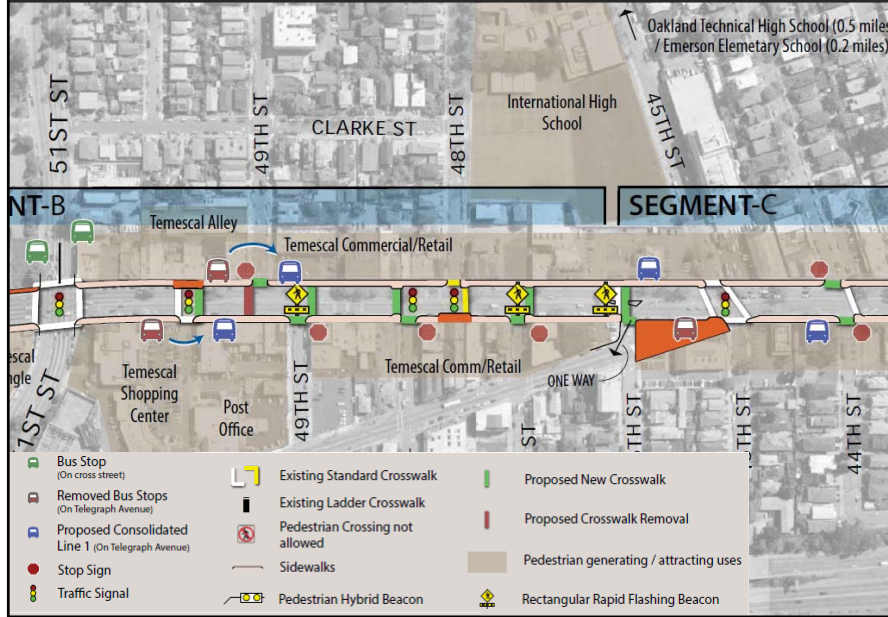 Oakland Technical High School (0.5 miles)
/ Emerson Elemetary School (0.2 miles)
51ST ST
49TH ST
CLARKE ST
48TH ST
International High
School
45TH ST
NT-B
SEGMENT-C
Temescal Alley
Temescal Commercial/Retail
Temescal
Shopping
Center
Post
Office
49TH ST
Temescal Comm/Retail
ONE WAY
ST
44TH ST
1ST ST
Bus Stop
(On cross street)
Removed Bus Stops
(On Telegraph Avenue)
Proposed Consolidated
Line 1 (On Telegraph Avenue)
Stop Sign
Traffic Signal
Existing Standard Crosswalk
Existing Ladder Crosswalk
Pedestrian Crossing not
allowed
Sidewalks
Pedestrian Hybrid Beacon
Proposed New Crosswalk
Proposed Crosswalk Removal
Pedestrian generating / attracting uses
Rectangular Rapid Flashing Beacon